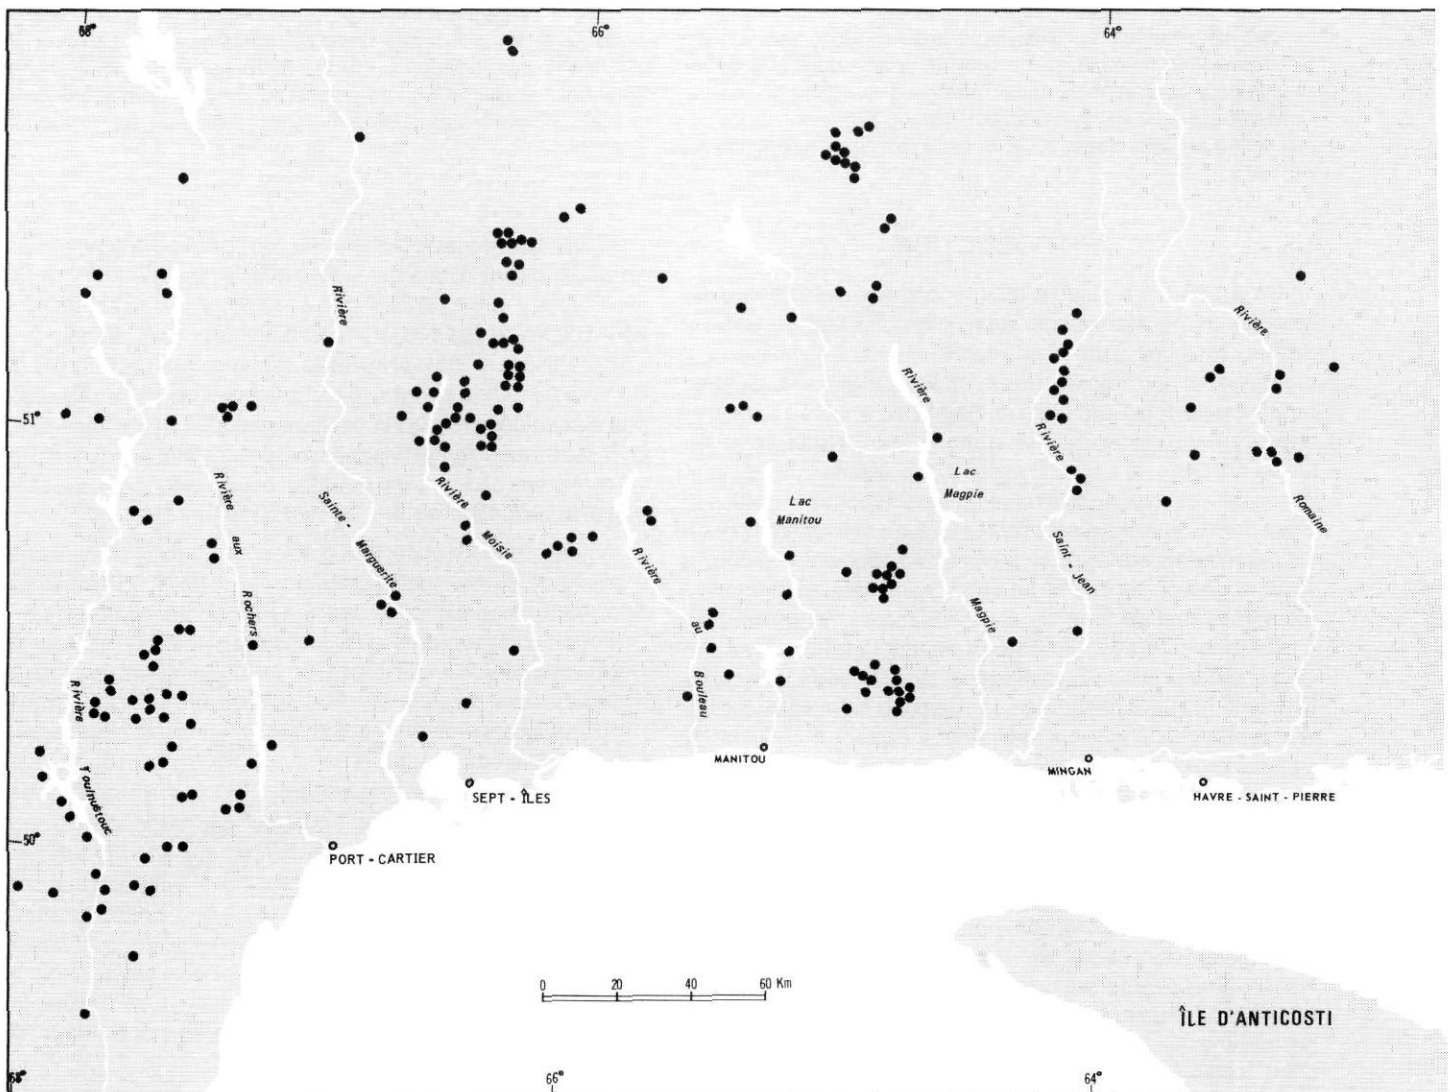 68° 66° 64°
Rivière
Rivière
Rivière
51°
Rivière
Rivière
aux
Rochers
Sainte-
Marguerite
Rivière
Moisie
Lac
Manitou
Lac
Magpie
Rivière
au
Bouleau
Saint - Jean
Romaine
Magpie
Rivière
Toulnustouc
MANITOU
MINGAN
SEPT - ÎLES
HAVRE - SAINT - PIERRE
50°
PORT - CARTIER
0 20 40 60 Km
ÎLE D'ANTICOSTI
68° 66° 64°